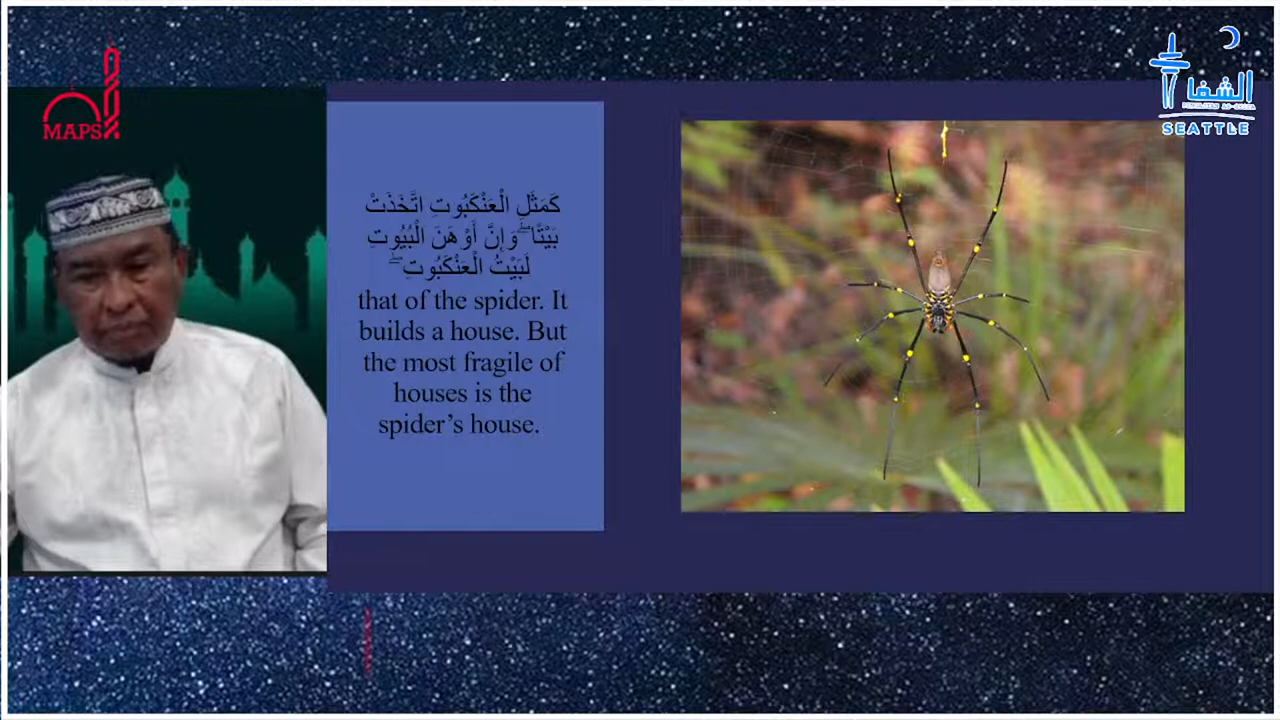 MAPS
الشفاء
SEATTLE
كَمَثَلِ الْعَنْكَبُوتِ اتَّخَذَتْ
بَيْتًا ۖ وَإِنَّ أَوْهَنَ الْبُيُوتِ
لَبَيْتُ الْعَنْكَبُوتِ ۖ
that of the spider. It
builds a house. But
the most fragile of
houses is the
spider’s house.